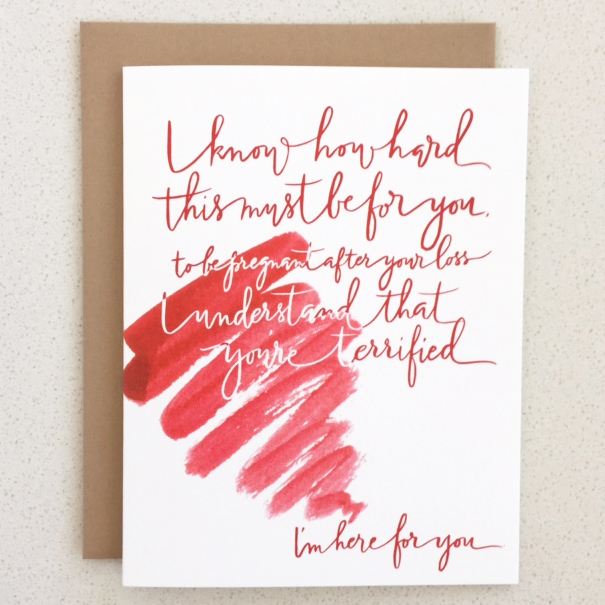 I know how hard
this must be for you.
to be pregnant after your loss
I understand that
you're terrified
I'm here for you